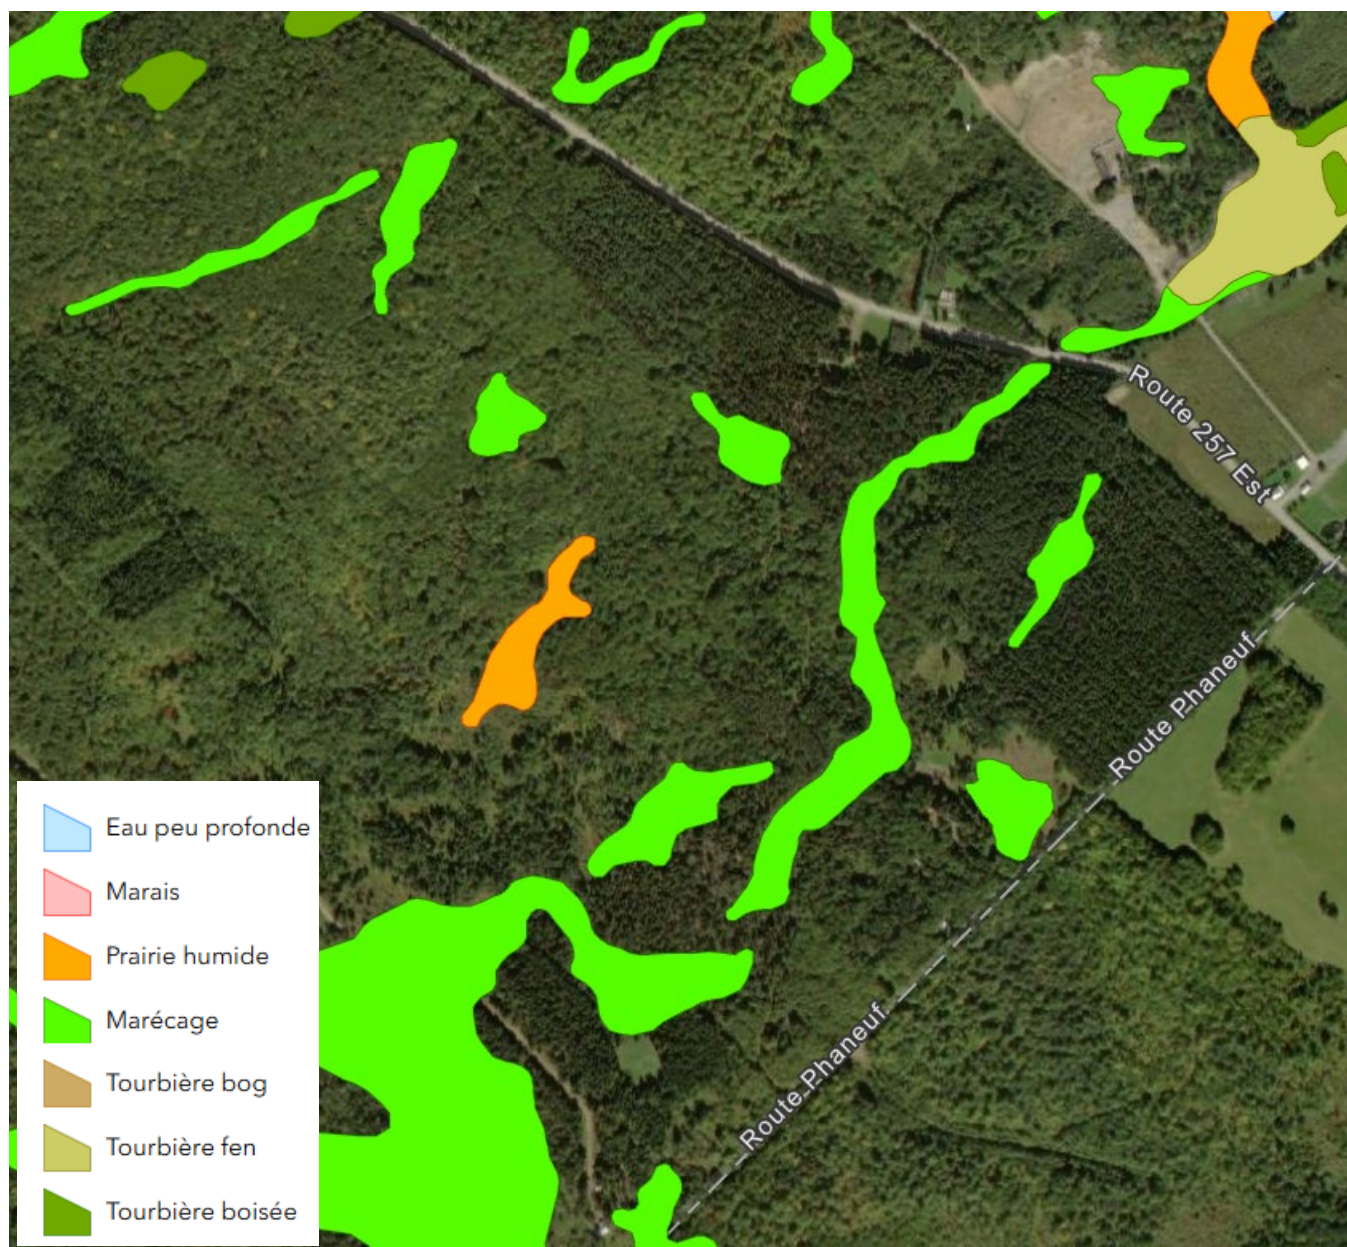 Route 257 Est
Route Phaneuf
Route Phaneuf
Eau peu profonde
Marais
Prairie humide
Marécage
Tourbière bog
Tourbière fen
Tourbière boisée